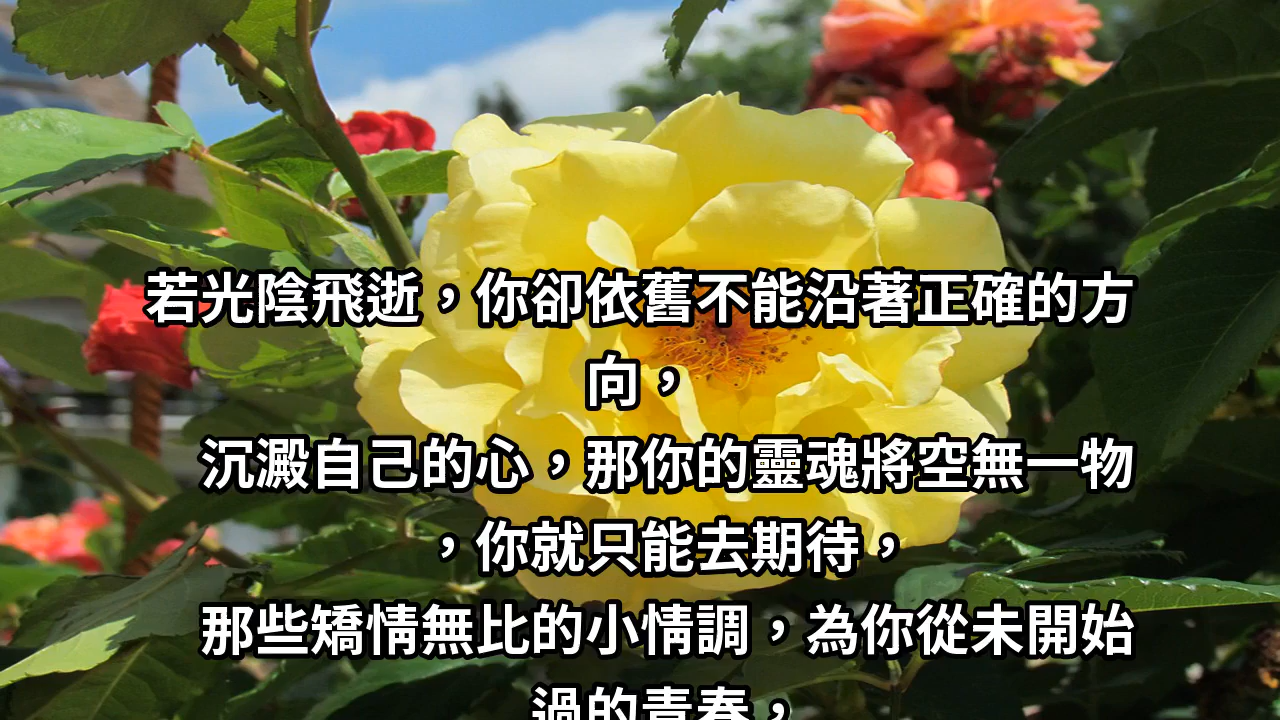 若光陰飛逝，你卻依舊不能沿著正確的方
向，
沉澱自己的心，那你的靈魂將空無一物
，你就只能去期待，
那些矯情無比的小情調，為你從未開始
過的青春，